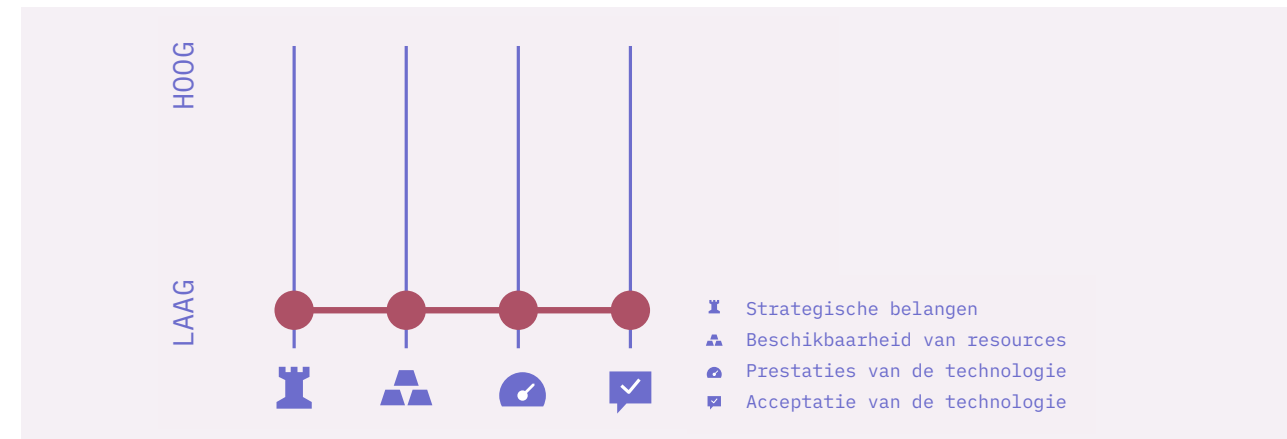 HOOG
LAAG
Strategische belangen
Beschikbaarheid van resources
Prestaties van de technologie
Acceptatie van de technologie